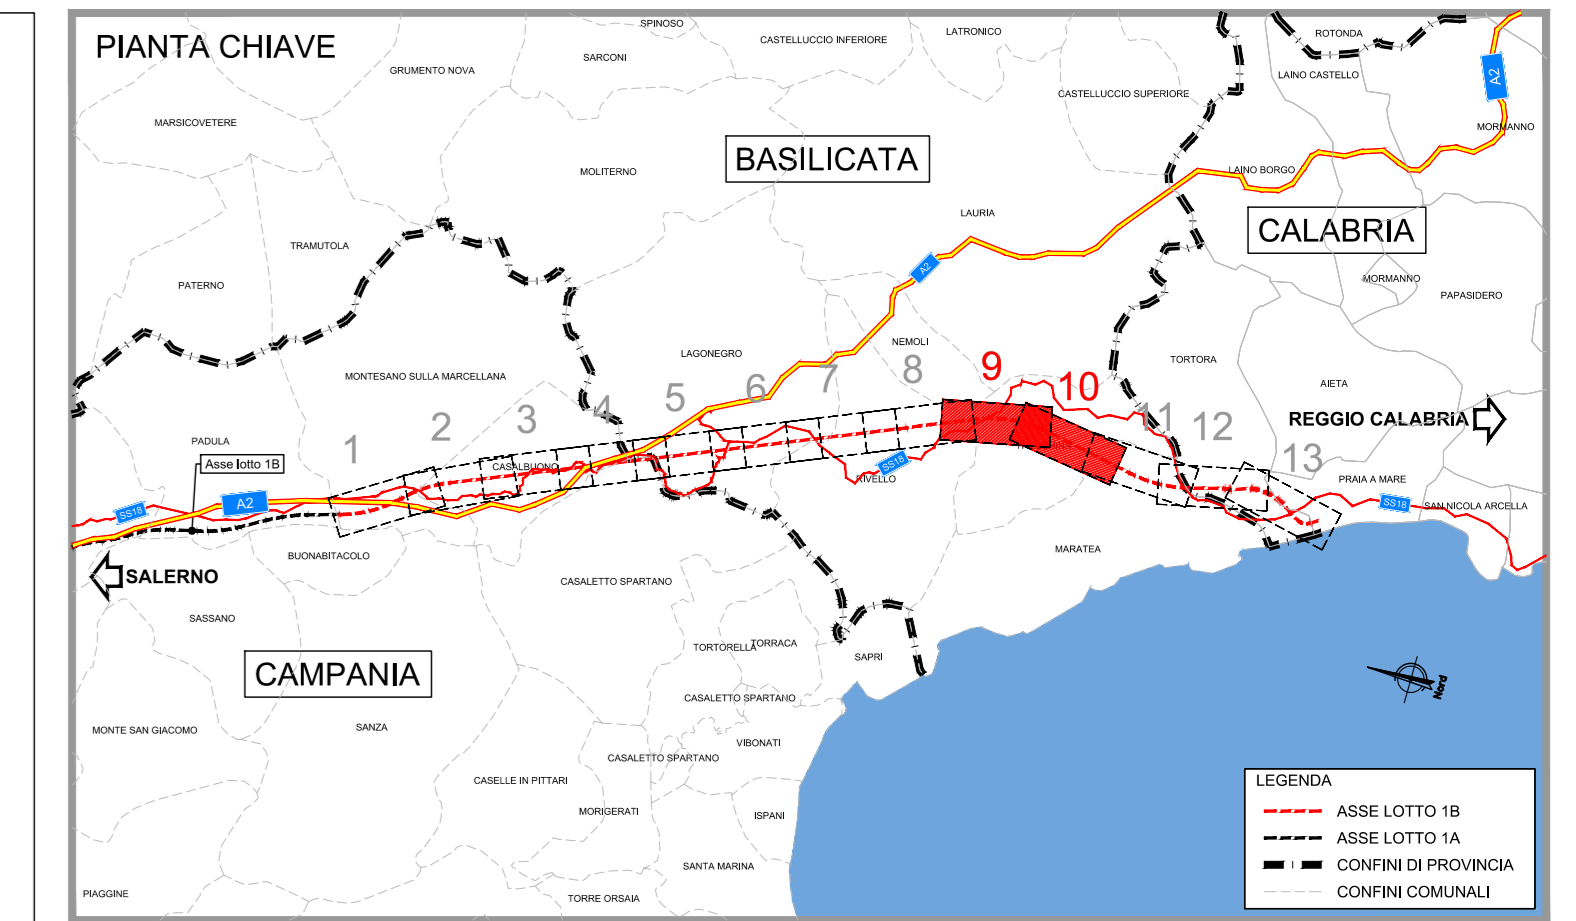 PIANTA CHIAVE
SPINOSO
SARCONI
GRUMENTO NOVA
CASTELLUCCIO INFERIORE
LATRONICO
ROTONDA
LAINO CASTELLO
A2
CASTELLUCCIO SUPERIORE
MARSICOVETERE
MORMANNO
BASILICATA
MOLITERNO
LAINO BORGO
LAURIA
CALABRIA
TRAMUTOLA
A2
PATERNO
MORMANNO
PAPASIDERO
NEMOLI
LAGONEGRO
TORTORA
MONTESANO SULLA MARCELLANA
AIETA
1
2
3
4
5
6
7
8
9
10
11
12
13
REGGIO CALABRIA
PADULA
Asse lotto 1B
CASALBUONO
SS18
RIVELLO
PRAIA A MARE
SS18
A2
SS18
SAN NICOLA ARCELLA
BUONABITACOLO
MARATEA
SALERNO
CASALETTO SPARTANO
SASSANO
TORTORELLA
TORRACA
SAPRI
CAMPANIA
CASALETTO SPARTANO
Nord
MONTE SAN GIACOMO
SANZA
VIBONATI
CASALETTO SPARTANO
CASELLE IN PITTARI
MORIGERATI
ISPANI
SANTA MARINA
PIAGGINE
TORRE ORSAIA
LEGENDA
ASSE LOTTO 1B
ASSE LOTTO 1A
CONFINI DI PROVINCIA
CONFINI COMUNALI